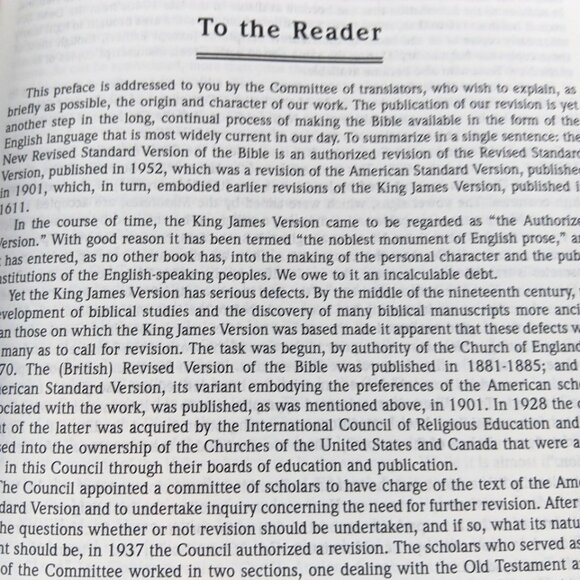 To the Reader
This preface is addressed to you by the Committee of translators, who wish to explain, as
briefly as possible, the origin and character of our work. The publication of our revision is yet
another step in the long, continual process of making the Bible available in the form of the
English language that is most widely current in our day. To summarize in a single sentence: the
New Revised Standard Version of the Bible is an authorized revision of the Revised Standard
Version, published in 1952, which was a revision of the American Standard Version, published
in 1901, which, in turn, embodied earlier revisions of the King James Version, published i
1611.
In the course of time, the King James Version came to be regarded as “the Authorize
Version.” With good reason it has been termed “the noblest monument of English prose,” an
t has entered, as no other book has, into the making of the personal character and the pub
nstitutions of the English-speaking peoples. We owe to it an incalculable debt.
Yet the King James Version has serious defects. By the middle of the nineteenth century,
evelopment of biblical studies and the discovery of many biblical manuscripts more anci
an those on which the King James Version was based made it apparent that these defects w
many as to call for revision. The task was begun, by authority of the Church of England
70. The (British) Revised Version of the Bible was published in 1881-1885; and
erican Standard Version, its variant embodying the preferences of the American scho
ociated with the work, was published, as was mentioned above, in 1901. In 1928 the c
t of the latter was acquired by the International Council of Religious Education and
sed into the ownership of the Churches of the United States and Canada that were a
in this Council through their boards of education and publication.
The Council appointed a committee of scholars to have charge of the text of the Ame
dard Version and to undertake inquiry concerning the need for further revision. After
he questions whether or not revision should be undertaken, and if so, what its natu
nt should be, in 1937 the Council authorized a revision. The scholars who served as
of the Committee worked in two sections, one dealing with the Old Testament a